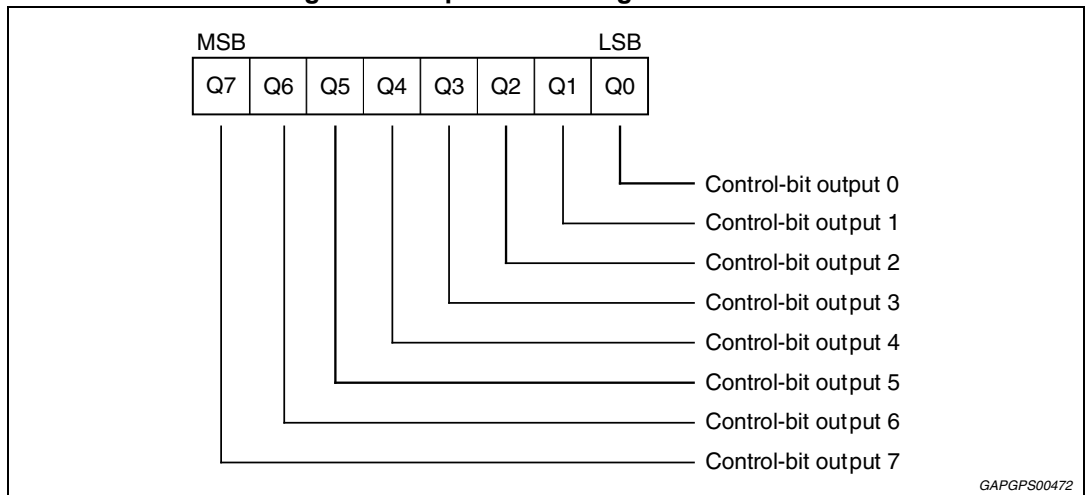 MSB LSB
Q7 Q6 Q5 Q4 Q3 Q2 Q1 Q0
Control-bit output 0
Control-bit output 1
Control-bit output 2
Control-bit output 3
Control-bit output 4
Control-bit output 5
Control-bit output 6
Control-bit output 7
GAPGPS00472